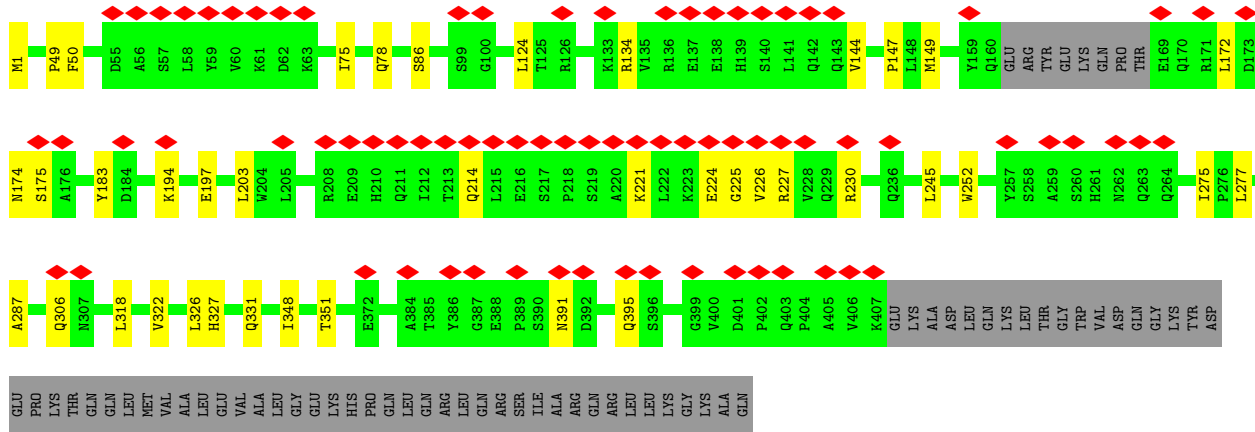 M1 P49 F50 D55 A56 S57 L58 Y59 V60 K61 D62 K63 I75 Q78 S86 S99 G100 L124 T125 R126 K133 R134 V135 R136 E137 E138 H139 S140 L141 Q142 Q143 V144 P147 L148 M149 Y159 Q160 GLU ARG TYR GLU LYS GLN PRO THR E169 Q170 R171 L172 D173
N174 S175 A176 Y183 D184 K194 E197 L203 W204 L205 R208 E209 H210 Q211 I212 T213 Q214 L215 E216 S217 P218 S219 A220 K221 L222 K223 E224 G225 V226 R227 V228 Q229 R230 Q236 L245 W252 Y257 S258 A259 S260 H261 N262 Q263 Q264 I275 P276 L277
A287 Q306 N307 L318 V322 L326 H327 Q331 I348 T351 E372 A384 T385 Y386 G387 E388 P389 S390 N391 D392 Q395 S396 G399 V400 D401 P402 Q403 P404 A405 V406 K407 GLU LYS ALA ASP LEU GLN LYS LEU THR GLY TRP VAL ASP GLN GLY LYS TYR ASP
GLU PRO LYS THR GLN GLN LEU MET VAL ALA LEU GLU VAL ALA LEU GLY GLU LYS HIS PRO GLN LEU GLN ARG LEU GLN ARG SER ILE ALA ARG GLN ARG LEU LEU LYS GLY LYS ALA GLN